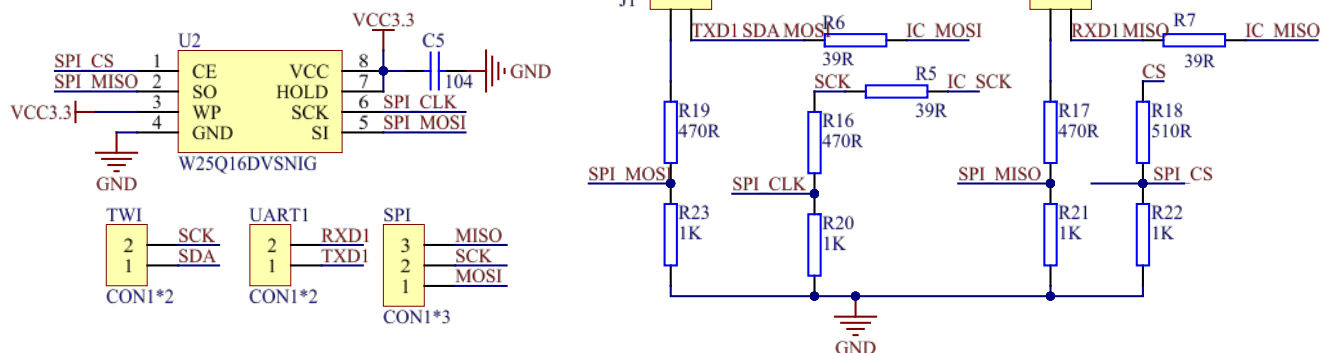 VCC3.3
U2
C5
SPI_CS 1 CE VCC 8
104 GND
SPI_MISO 2 SO HOLD 7
VCC3.3 3 WP SCK 6 SPI_CLK
4 GND SI 5 SPI_MOSI
W25Q16DVSNIG
GND
TWI
2 SCK
1 SDA
CON1*2
UART1
2 RXD1
1 TXD1
CON1*2
SPI
3 MISO
2 SCK
1 MOSI
CON1*3
J1
TXD1 SDA MOSI R6 IC_MOSI
39R
SCK R5 IC_SCK
39R
R19
470R
R16
470R
SPI_MOSI
SPI_CLK
R23
1K
R20
1K
RXD1 MISO R7 IC_MISO
39R
CS
R17
470R
R18
510R
SPI_MISO
SPI_CS
R21
1K
R22
1K
GND